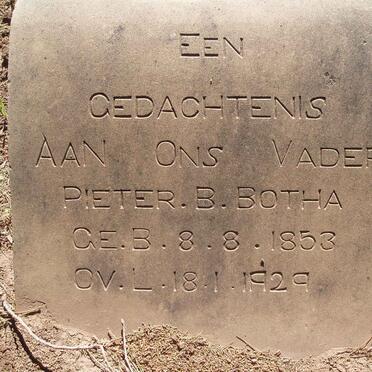 EEN
GEDACHTENIS
AAN ONS VADER
PIETER.B.BOTHA
GE.B.8.8.1853
OV.L.18.1.1929